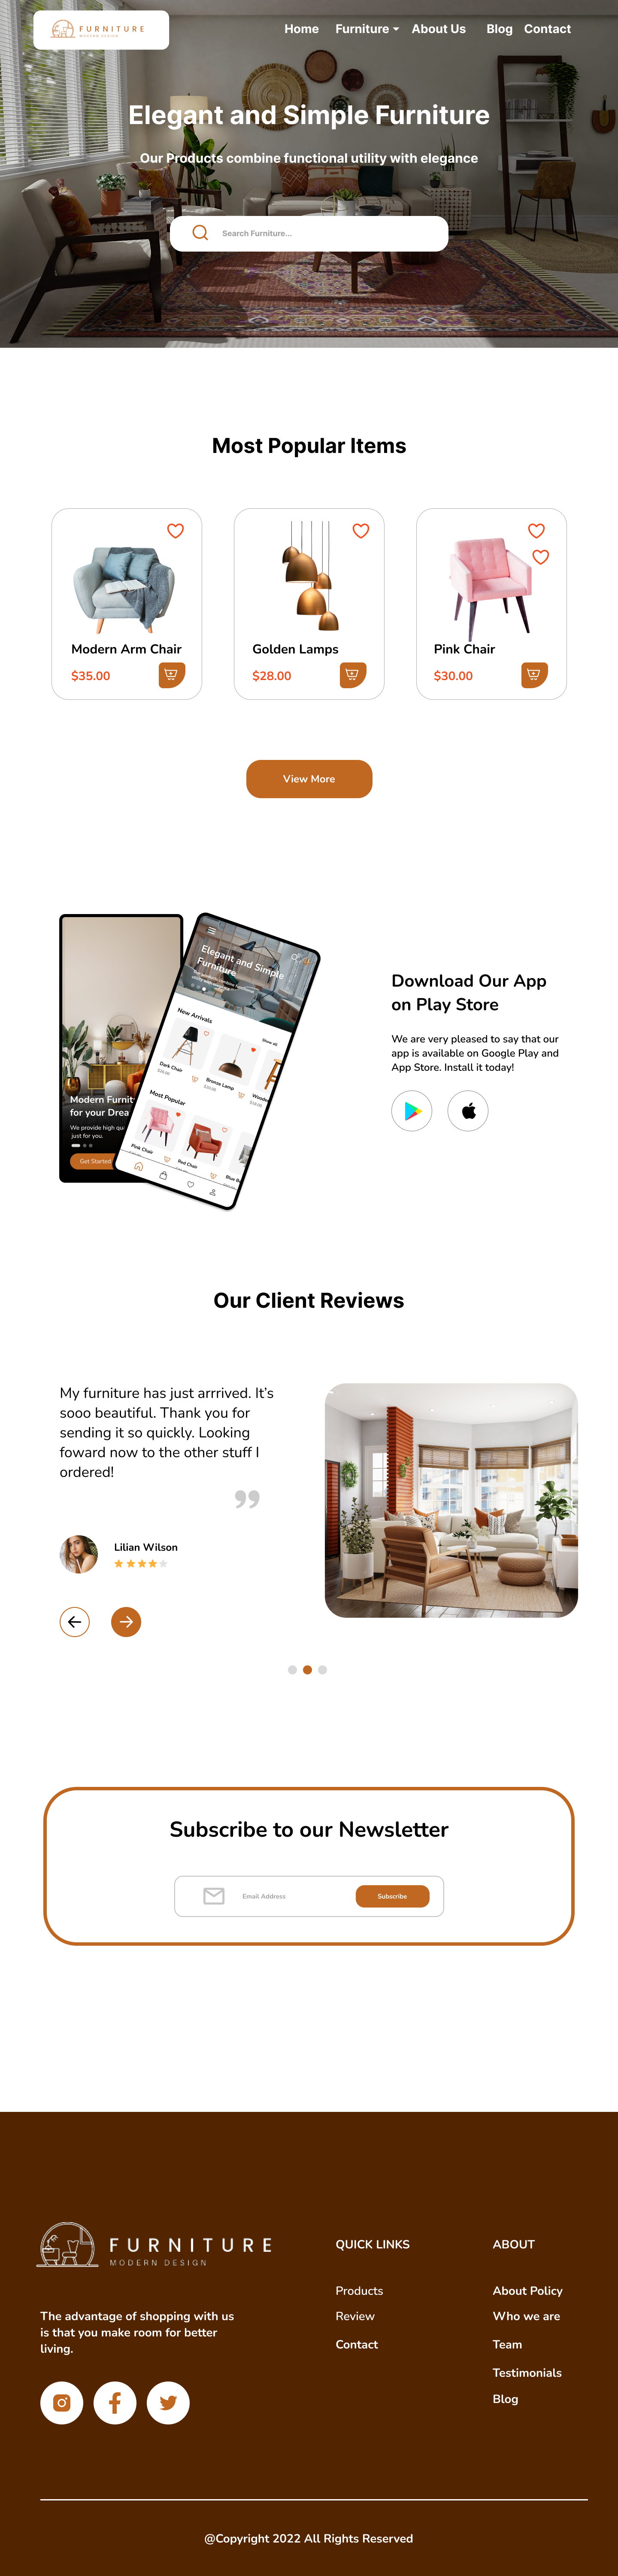 FURNITURE
MODERN DESIGN
Home Furniture About Us Blog Contact
Elegant and Simple Furniture
Our Products combine functional utility with elegance
Search Furniture...
Most Popular Items
Modern Arm Chair
$35.00
Golden Lamps
$28.00
Pink Chair
$30.00
View More
Modern Furnit
for your Drea
We provide high qu
just for you.
Get Started
Elegant and Simple
Furniture
New Arrivals
Show all
Dark Chair
Bronze Lamp
Most Popular
Pink Chair
Red Chair
Download Our App
on Play Store
We are very pleased to say that our
app is available on Google Play and
App Store. Install it today!
Our Client Reviews
My furniture has just arrrived. It’s
sooo beautiful. Thank you for
sending it so quickly. Looking
foward now to the other stuff I
ordered!
”
Lilian Wilson
Subscribe to our Newsletter
Email Address
Subscribe
FURNITURE
MODERN DESIGN
The advantage of shopping with us
is that you make room for better
living.
QUICK LINKS
Products
Review
Contact
ABOUT
About Policy
Who we are
Team
Testimonials
Blog
@Copyright 2022 All Rights Reserved